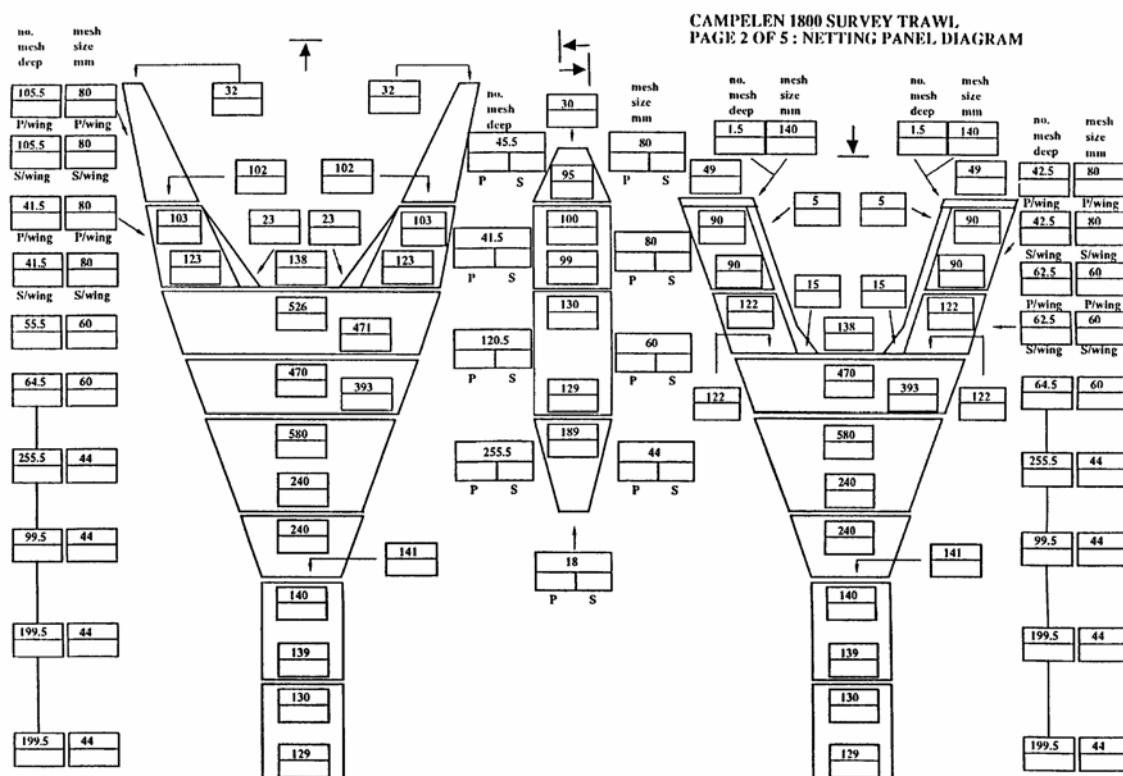 CAMPELEN 1800 SURVEY TRAWL
PAGE 2 OF 5 : NETTING PANEL DIAGRAM
no. mesh deep
mesh size mm
105.5 80
P/wing P/wing
105.5 80
S/wing S/wing
41.5 80
P/wing P/wing
41.5 80
S/wing S/wing
55.5 60
64.5 60
255.5 44
99.5 44
199.5 44
199.5 44
32 32
102 102
103 23 23 103
123 138 123
526
471
470
393
580
240
240
141
140
139
130
129
no. mesh deep
mesh size mm
30
45.5 80
P S P S
95
100
41.5 80
P S P S
99
130
120.5 60
P S P S
129
189
255.5 44
P S P S
18
P S
no. mesh deep
mesh size mm
no. mesh deep
mesh size mm
1.5 140 1.5 140
49 49
90 5 5 90
90 90
15 15
122 138 122
122 122
470
393
580
240
240
141
140
139
130
129
no. mesh deep
mesh size mm
42.5 80
P/wing P/wing
42.5 80
S/wing S/wing
62.5 60
P/wing P/wing
62.5 60
S/wing S/wing
64.5 60
255.5 44
99.5 44
199.5 44
199.5 44